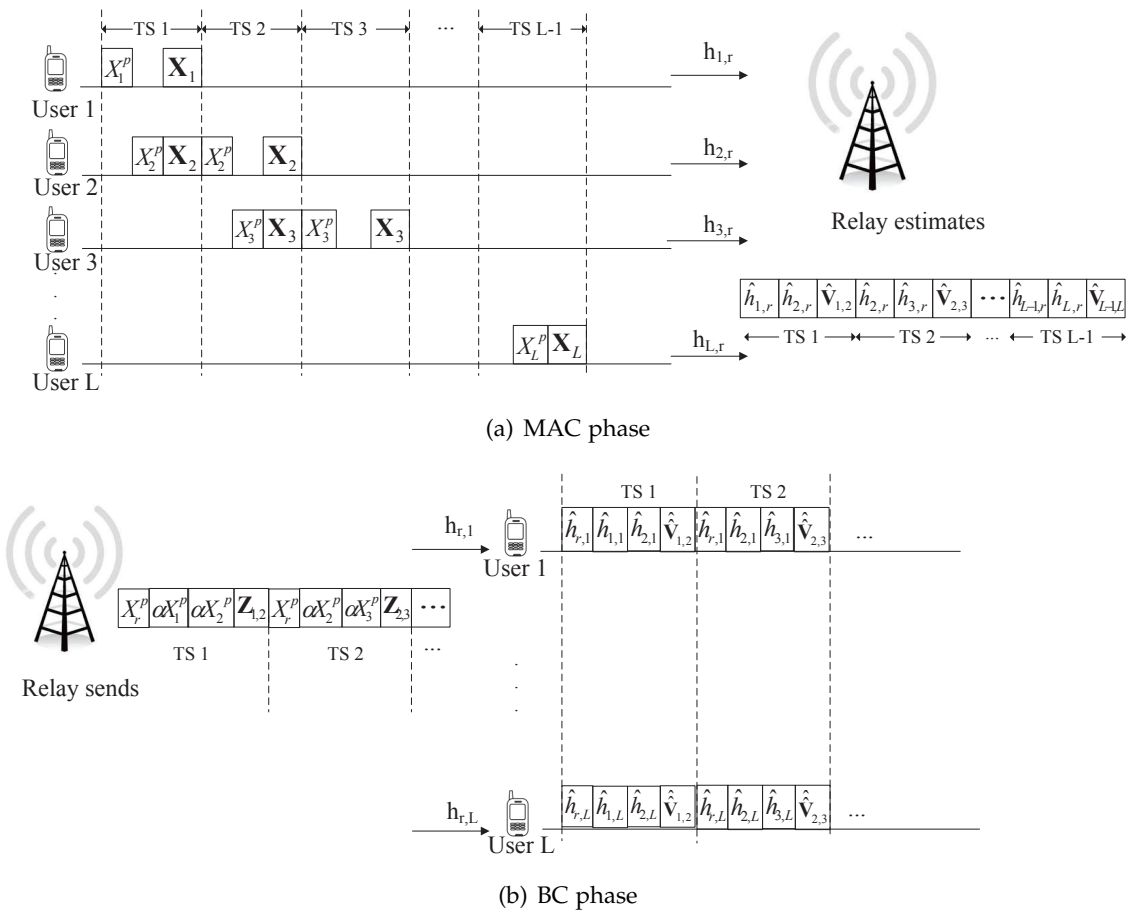 TS 1 TS 2 TS 3 ... TS L-1
X_1^p X_1 h_{1,r}
User 1
X_2^p X_2 X_2^p X_2 h_{2,r}
User 2
X_3^p X_3 X_3^p X_3 h_{3,r}
User 3
Relay estimates
.
.
.
ĥ_{1,r} ĥ_{2,r} V̂_{1,2} ĥ_{2,r} ĥ_{3,r} V̂_{2,3} ... ĥ_{L-1,r} ĥ_{L,r} V̂_{L-1,L}
TS 1 TS 2 ... TS L-1
X_L^p X_L h_{L,r}
User L
(a) MAC phase
TS 1 TS 2
h_{r,1} ĥ_{r,1} ĥ_{1,1} ĥ_{2,1} V̂̂_{1,2} ĥ_{r,1} ĥ_{2,1} ĥ_{3,1} V̂̂_{2,3} ...
User 1
X_r^p αX_1^p αX_2^p Z_{1,2} X_r^p αX_2^p αX_3^p Z_{2,3} ...
TS 1 TS 2 ...
Relay sends
.
.
.
h_{r,L} ĥ_{r,L} ĥ_{1,L} ĥ_{2,L} V̂̂_{1,2} ĥ_{r,L} ĥ_{2,L} ĥ_{3,L} V̂̂_{2,3} ...
User L
(b) BC phase